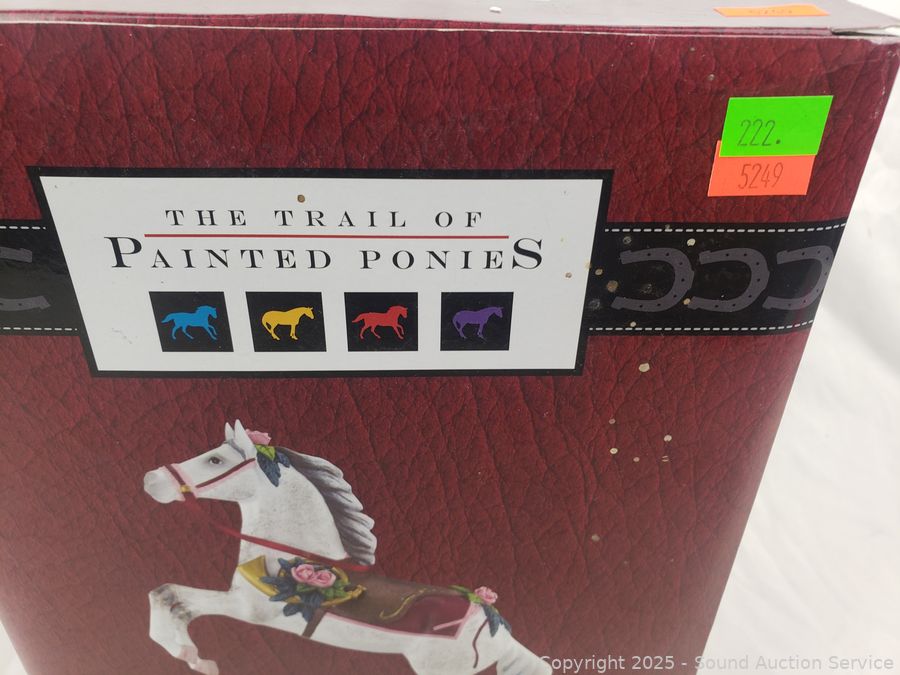 222.
5249
THE TRAIL OF
PAINTED PONIES
Copyright 2025 - Sound Auction Service